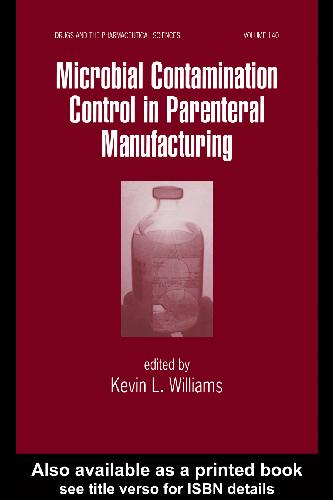 DRUGS AND THE PHARMACEUTICAL SCIENCES
VOLUME 140
Microbial Contamination
Control in Parenteral
Manufacturing
edited by
Kevin L. Williams
Also available as a printed book
see title verso for ISBN details